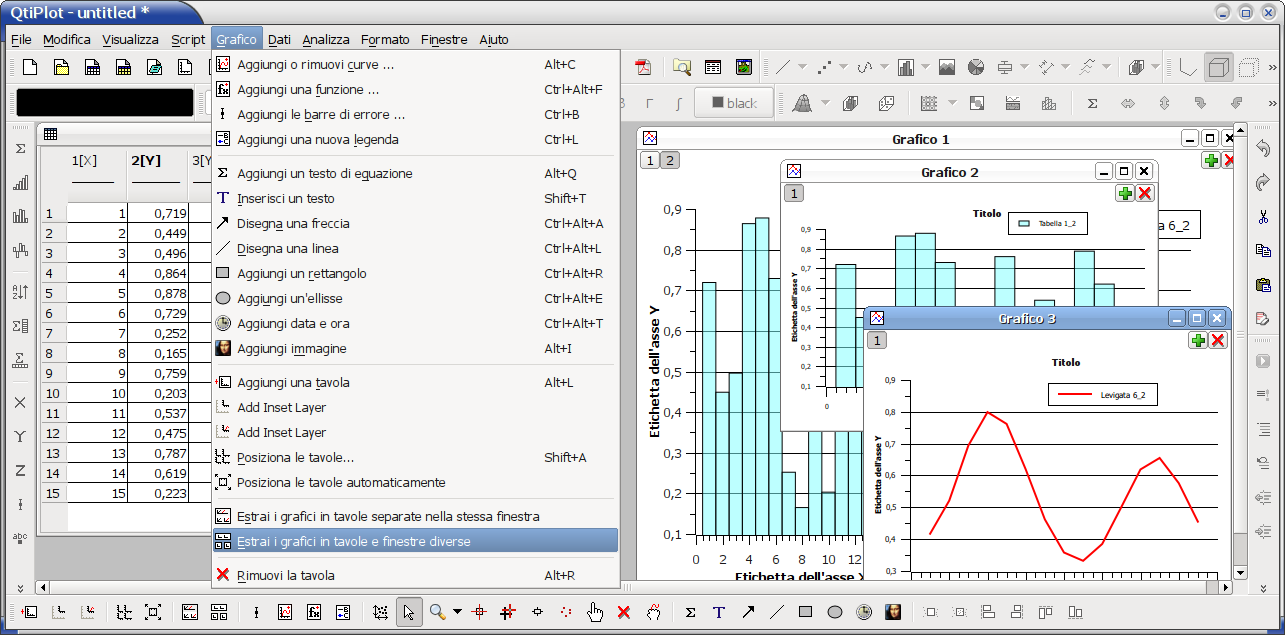 QtiPlot - untitled *
File Modifica Visualizza Script Grafico Dati Analizza Formato Finestre Aiuto
Aggiungi o rimuovi curve ... Alt+C
Aggiungi una funzione ... Ctrl+Alt+F
Aggiungi le barre di errore ... Ctrl+B
Aggiungi una nuova legenda Ctrl+L
Aggiungi un testo di equazione Alt+Q
Inserisci un testo Shift+T
Disegna una freccia Ctrl+Alt+A
Disegna una linea Ctrl+Alt+L
Aggiungi un rettangolo Ctrl+Alt+R
Aggiungi un'ellisse Ctrl+Alt+E
Aggiungi data e ora Ctrl+Alt+T
Aggiungi immagine Alt+I
Aggiungi una tavola Alt+L
Add Inset Layer
Add Inset Layer
Posiziona le tavole... Shift+A
Posiziona le tavole automaticamente
Estrai i grafici in tavole separate nella stessa finestra
Estrai i grafici in tavole e finestre diverse
Rimuovi la tavola Alt+R
black
1[X] 2[Y] 3[Y
1 1 0,719
2 2 0,449
3 3 0,496
4 4 0,864
5 5 0,878
6 6 0,729
7 7 0,252
8 8 0,165
9 9 0,759
10 10 0,203
11 11 0,537
12 12 0,475
13 13 0,787
14 14 0,619
15 15 0,223
Grafico 1
1 2
a 6_2
0,9
0,8
0,7
0,6
0,5
0,4
0,3
0,2
0,1
0 2 4 6 8 10 12
Etichetta dell'asse Y
Etichetta dell'asse X
Grafico 2
1
Titolo
Tabella 1_2
0,9
0,8
0,7
0,6
0,5
0,4
0,3
0,2
0,1
0
Etichetta dell'asse Y
Grafico 3
1
Titolo
Levigata 6_2
0,9
0,8
0,7
0,6
0,5
0,4
0,3
Etichetta dell'asse Y